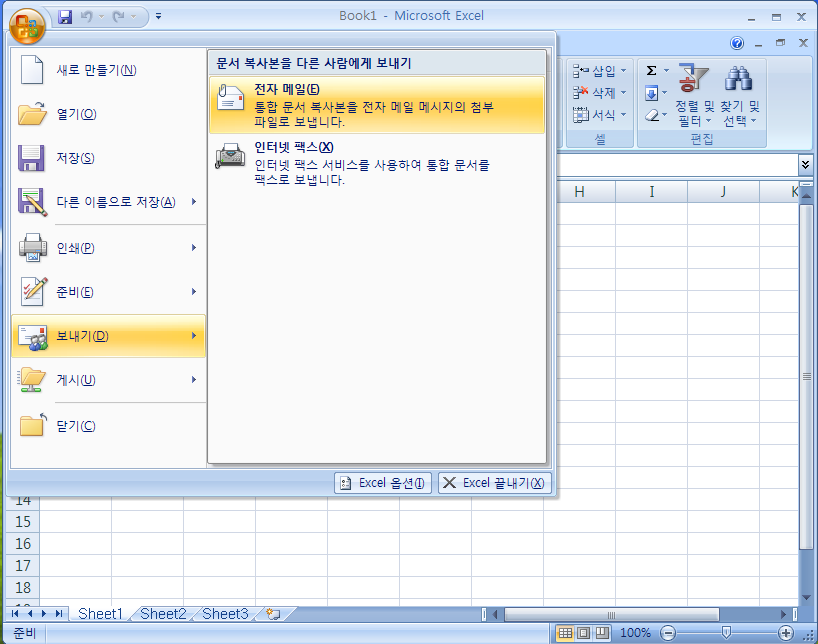 Book1 - Microsoft Excel
새로 만들기(N)
열기(O)
저장(S)
다른 이름으로 저장(A)
인쇄(P)
준비(E)
보내기(D)
게시(U)
닫기(C)
문서 복사본을 다른 사람에게 보내기
전자 메일(E)
통합 문서 복사본을 전자 메일 메시지의 첨부
파일로 보냅니다.
인터넷 팩스(X)
인터넷 팩스 서비스를 사용하여 통합 문서를
팩스로 보냅니다.
Excel 옵션(I)
Excel 끝내기(X)
삽입
삭제
서식
셀
Σ
정렬 및
필터
찾기 및
선택
편집
H I J K
14
15
16
17
18
Sheet1 Sheet2 Sheet3
준비
100%